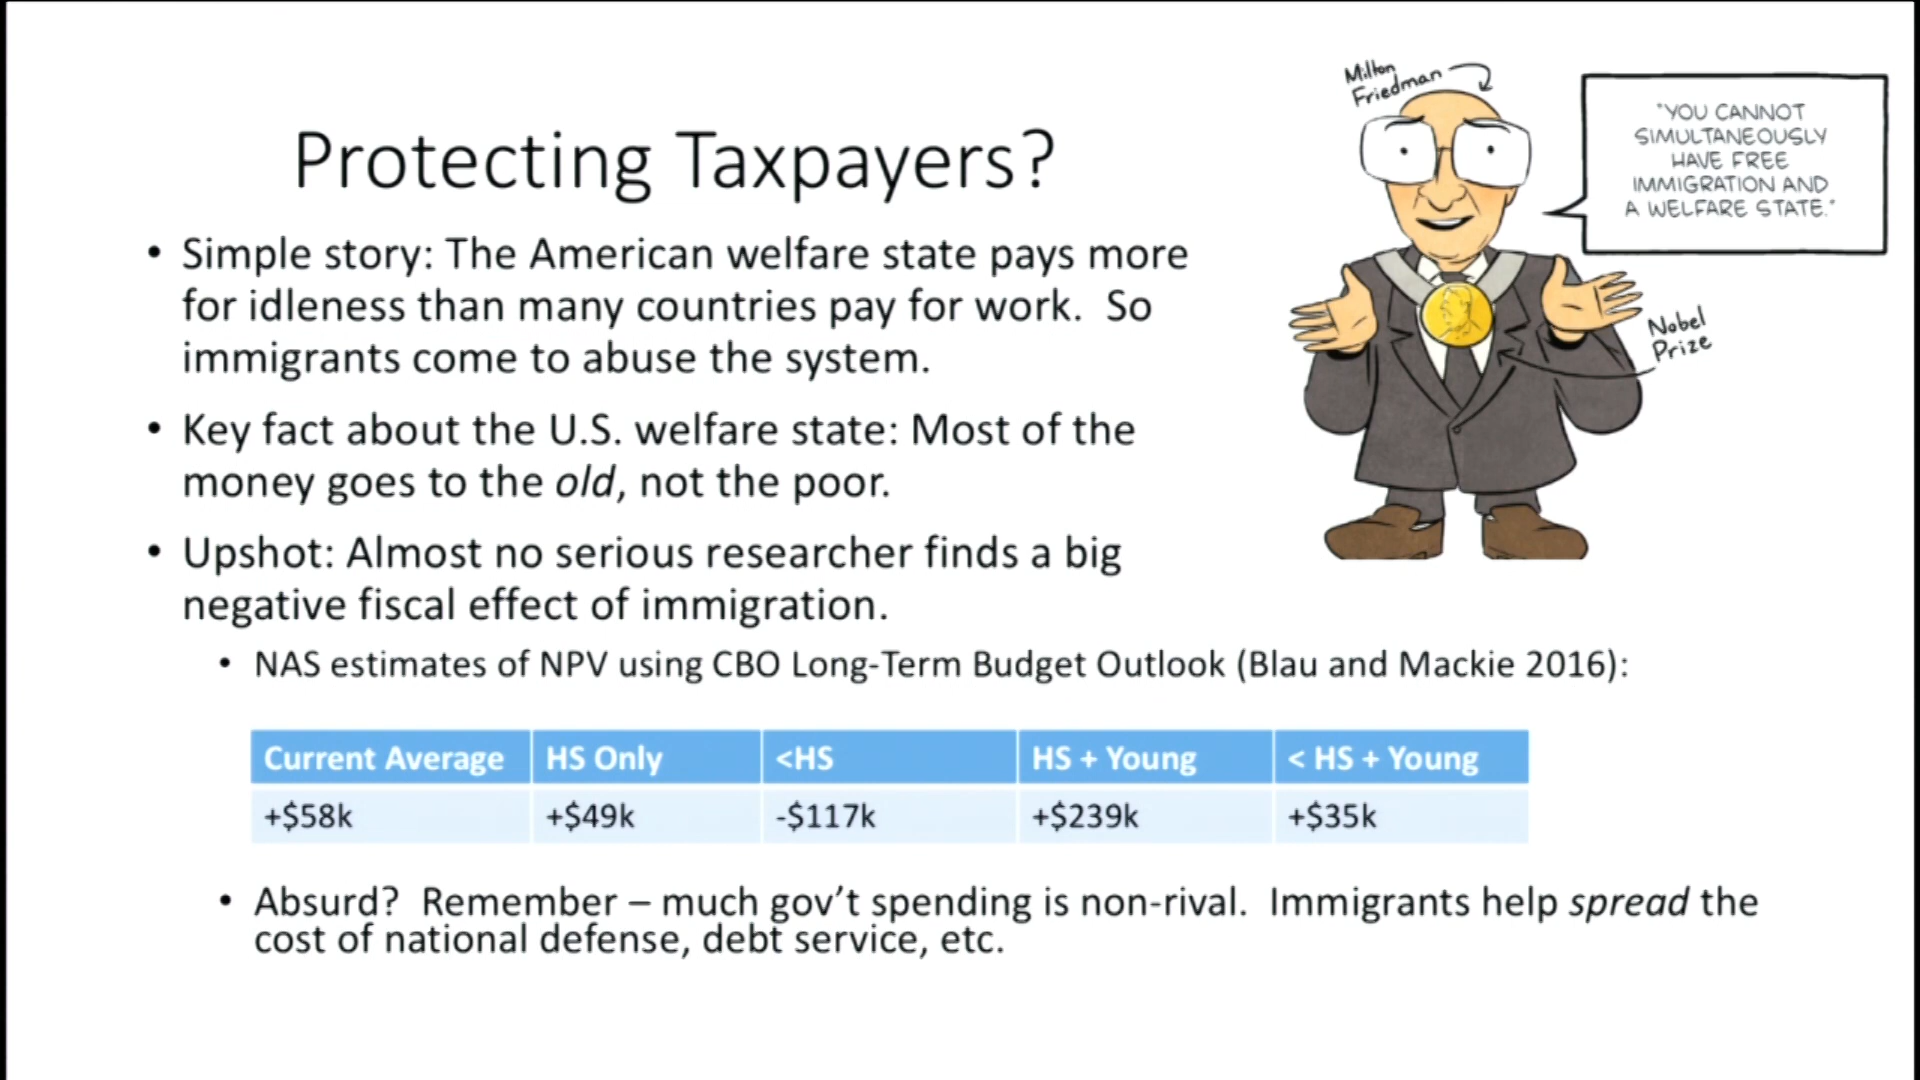 Milton
Friedman
"YOU CANNOT
SIMULTANEOUSLY
HAVE FREE
IMMIGRATION AND
A WELFARE STATE."
Nobel
Prize
Protecting Taxpayers?
• Simple story: The American welfare state pays more
for idleness than many countries pay for work.  So
immigrants come to abuse the system.
• Key fact about the U.S. welfare state: Most of the
money goes to the old, not the poor.
• Upshot: Almost no serious researcher finds a big
negative fiscal effect of immigration.
• NAS estimates of NPV using CBO Long-Term Budget Outlook (Blau and Mackie 2016):
Current Average HS Only <HS HS + Young < HS + Young
+$58k +$49k -$117k +$239k +$35k
• Absurd?  Remember – much gov’t spending is non-rival.  Immigrants help spread the
cost of national defense, debt service, etc.